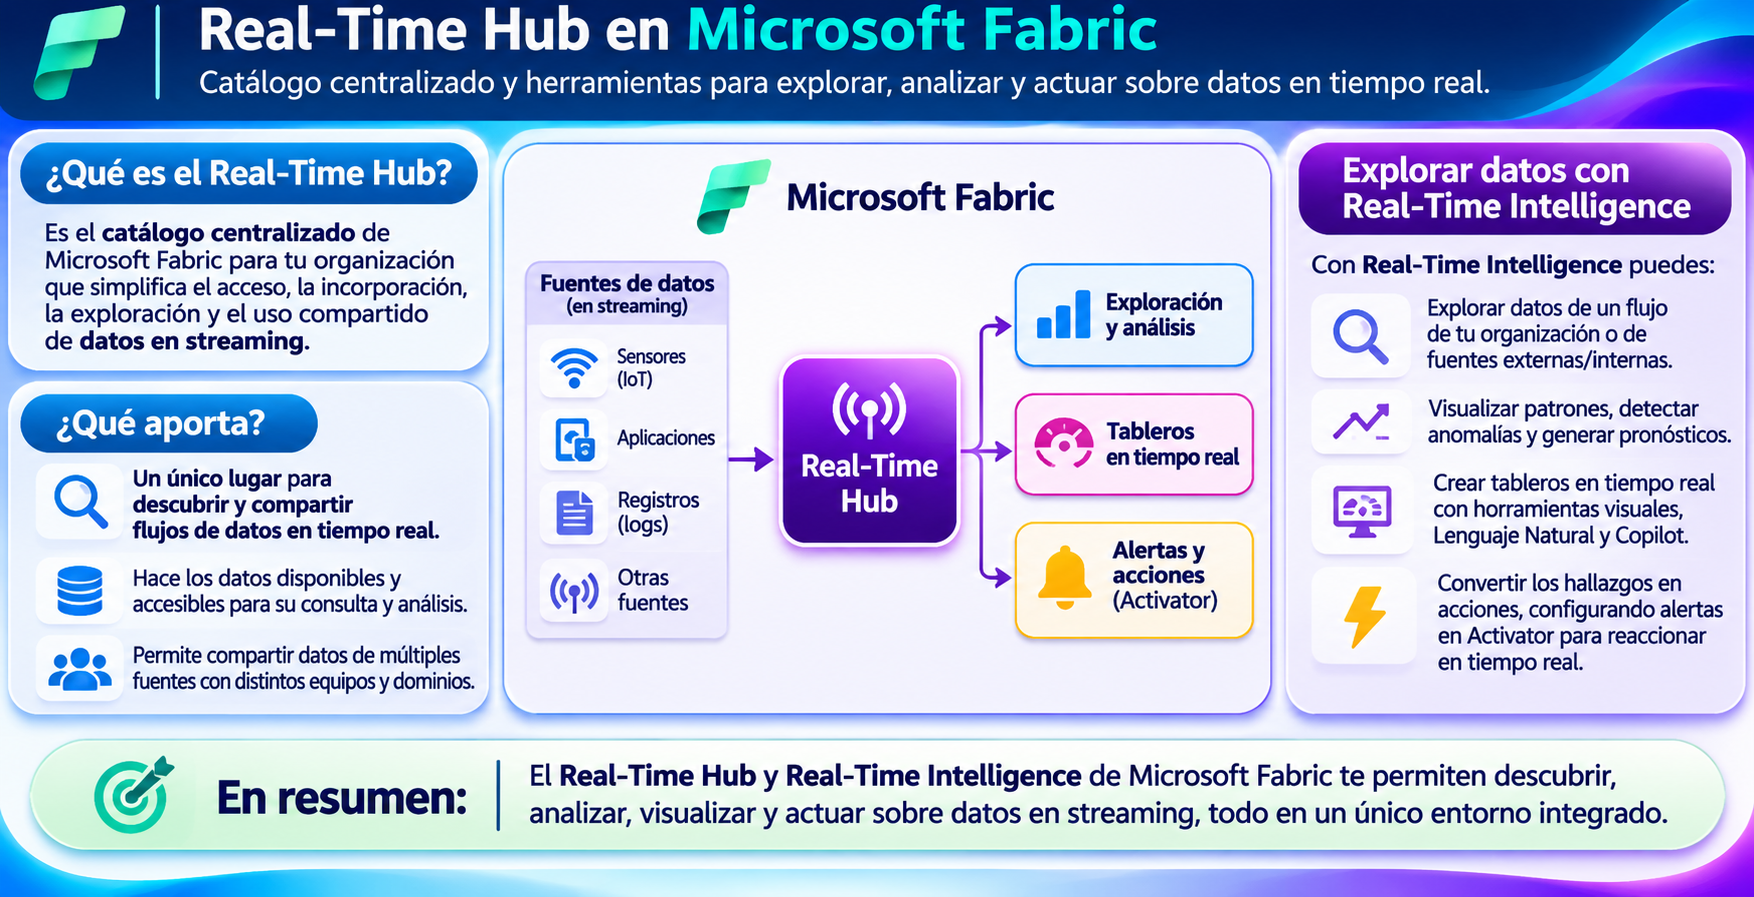 Real-Time Hub en Microsoft Fabric
Catálogo centralizado y herramientas para explorar, analizar y actuar sobre datos en tiempo real.
¿Qué es el Real-Time Hub?
Es el catálogo centralizado de
Microsoft Fabric para tu organización
que simplifica el acceso, la incorporación,
la exploración y el uso compartido
de datos en streaming.
¿Qué aporta?
Un único lugar para
descubrir y compartir
flujos de datos en tiempo real.
Hace los datos disponibles y
accesibles para su consulta y análisis.
Permite compartir datos de múltiples
fuentes con distintos equipos y dominios.
Microsoft Fabric
Fuentes de datos
(en streaming)
Sensores
(IoT)
Aplicaciones
Registros
(logs)
Otras
fuentes
Real-Time
Hub
Exploración
y análisis
Tableros
en tiempo real
Alertas y
acciones
(Activator)
Explorar datos con
Real-Time Intelligence
Con Real-Time Intelligence puedes:
Explorar datos de un flujo
de tu organización o de
fuentes externas/internas.
Visualizar patrones, detectar
anomalías y generar pronósticos.
Crear tableros en tiempo real
con horramientas visuales,
Lenguaje Natural y Copilot.
Convertir los hallazgos en
acciones, configurando alertas
en Activator para reaccionar
en tiempo real.
En resumen:
El Real-Time Hub y Real-Time Intelligence de Microsoft Fabric te permiten descubrir,
analizar, visualizar y actuar sobre datos en streaming, todo en un único entorno integrado.